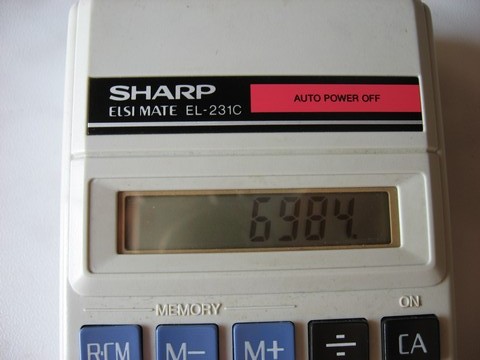 SHARP
ELSI MATE EL-231C
AUTO POWER OFF
6984.
MEMORY
ON
R·CM M− M+ ÷ CA